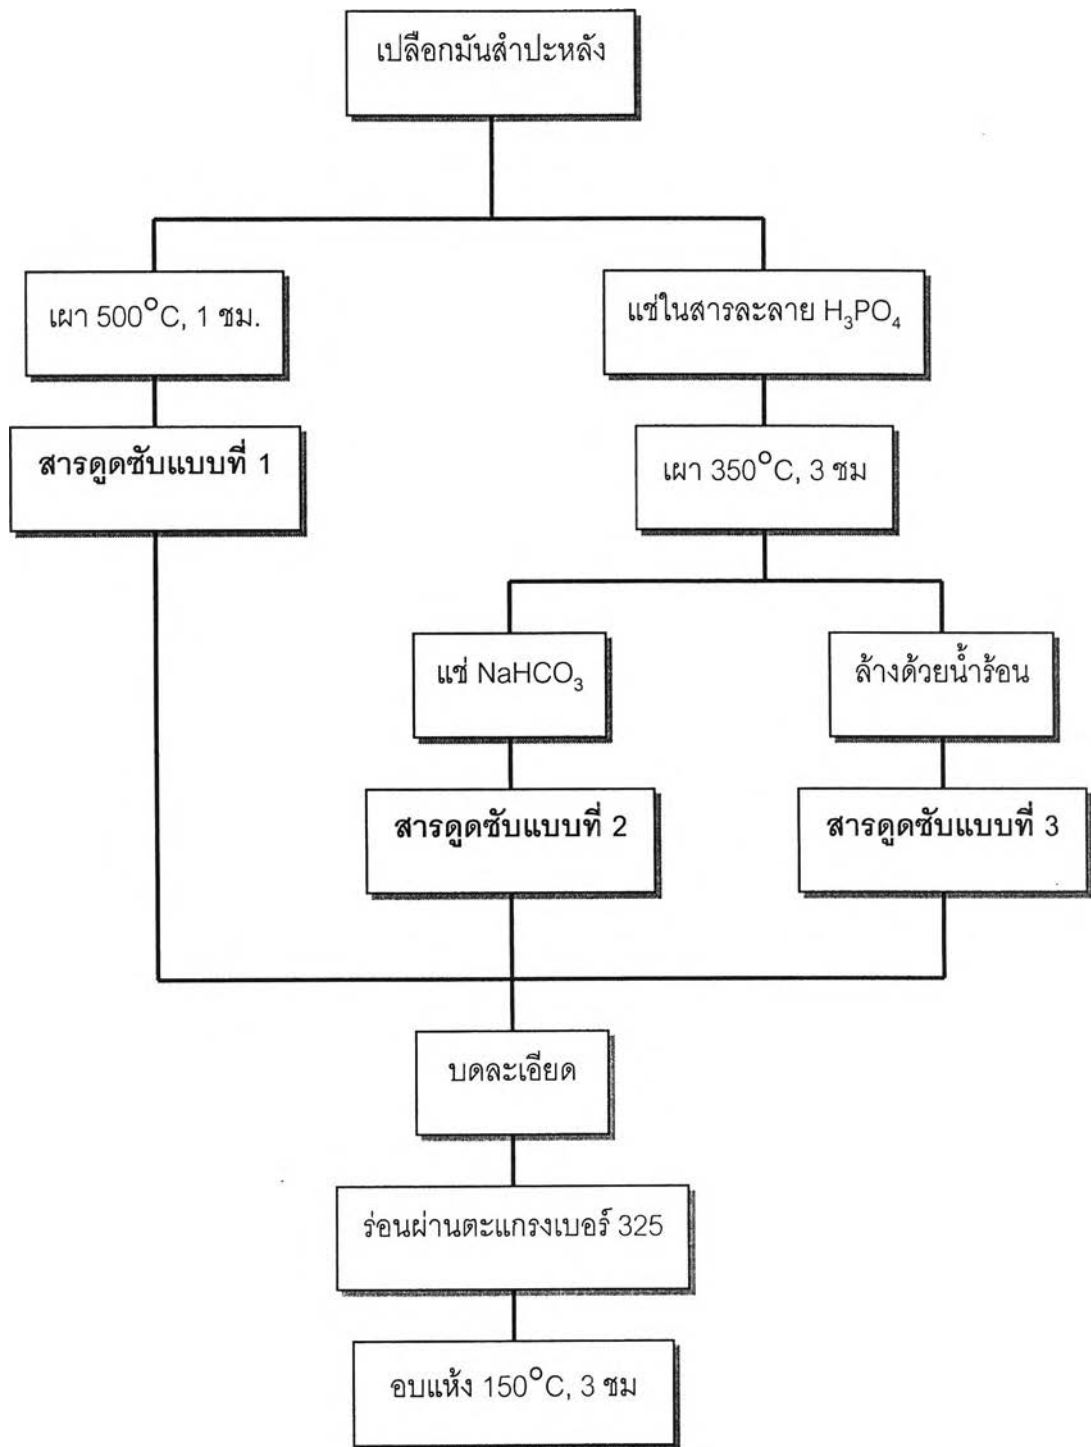 เปลือกมันสำปะหลัง
เผา 500°C, 1 ชม.
แช่ในสารละลาย H₃PO₄
สารดูดซับแบบที่ 1
เผา 350°C, 3 ชม
แช่ NaHCO₃
ล้างด้วยน้ำร้อน
สารดูดซับแบบที่ 2
สารดูดซับแบบที่ 3
บดละเอียด
ร่อนผ่านตะแกรงเบอร์ 325
อบแห้ง 150°C, 3 ชม